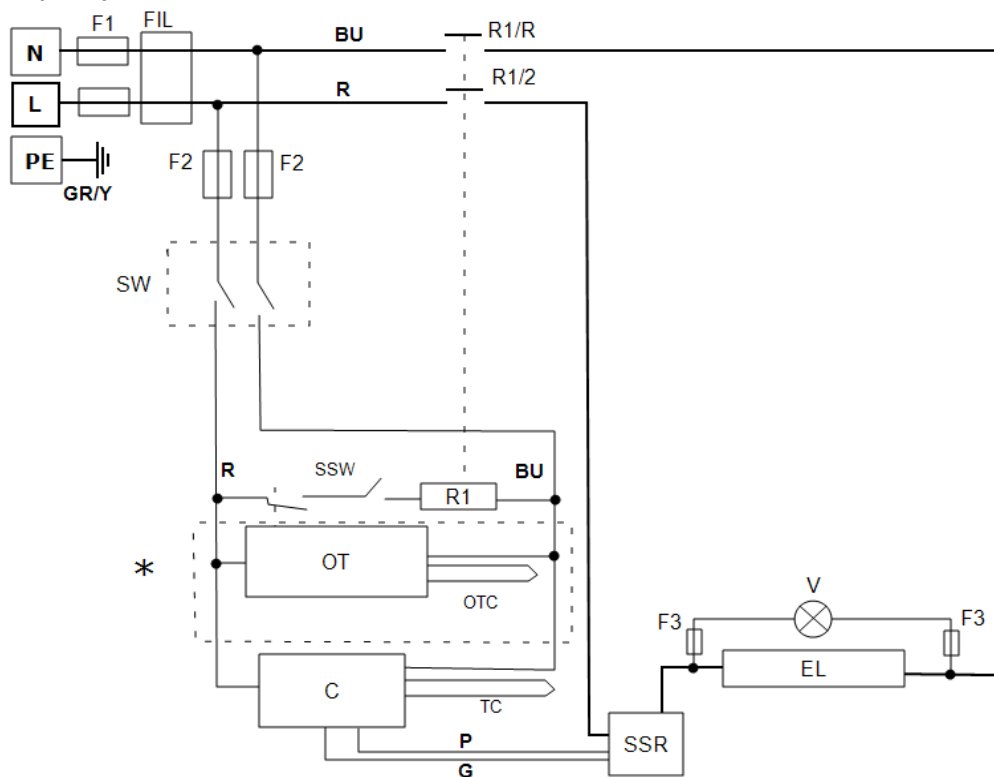 F1 FIL
N BU R1/R
L R R1/2
PE
GR/Y
F2 F2
SW
R SSW BU
R1
* OT
OTC
V
F3 F3
C EL
TC
P SSR
G